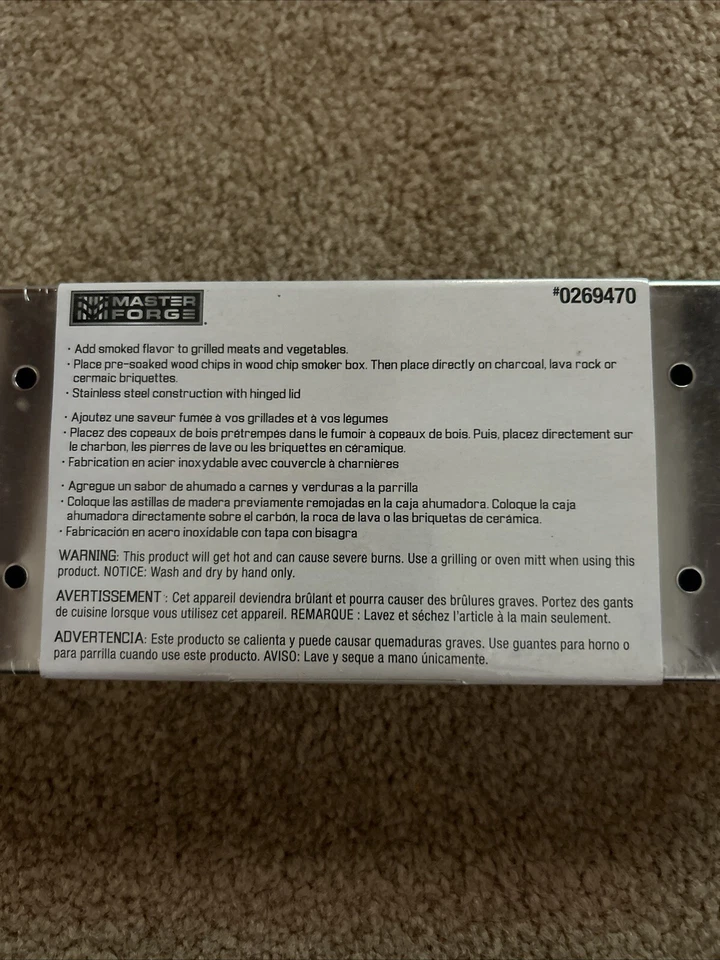 MASTER FORGE
#0269470
· Add smoked flavor to grilled meats and vegetables.
· Place pre-soaked wood chips in wood chip smoker box. Then place directly on charcoal, lava rock or
cermaic briquettes.
· Stainless steel construction with hinged lid
· Ajoutez une saveur fumée à vos grillades et à vos légumes
· Placez des copeaux de bois prétrempés dans le fumoir à copeaux de bois. Puis, placez directement sur
le charbon, les pierres de lave ou les briquettes en céramique.
· Fabrication en acier inoxydable avec couvercle à charnières
· Agregue un sabor de ahumado a carnes y verduras a la parrilla
· Coloque las astillas de madera previamente remojadas en la caja ahumadora. Coloque la caja
ahumadora directamente sobre el carbón, la roca de lava o las briquetas de cerámica.
· Fabricación en acero inoxidable con tapa con bisagra
WARNING: This product will get hot and can cause severe burns. Use a grilling or oven mitt when using this
product. NOTICE: Wash and dry by hand only.
AVERTISSEMENT : Cet appareil deviendra brûlant et pourra causer des brûlures graves. Portez des gants
de cuisine lorsque vous utilisez cet appareil. REMARQUE : Lavez et séchez l'article à la main seulement.
ADVERTENCIA: Este producto se calienta y puede causar quemaduras graves. Use guantes para horno o
para parrilla cuando use este producto. AVISO: Lave y seque a mano únicamente.